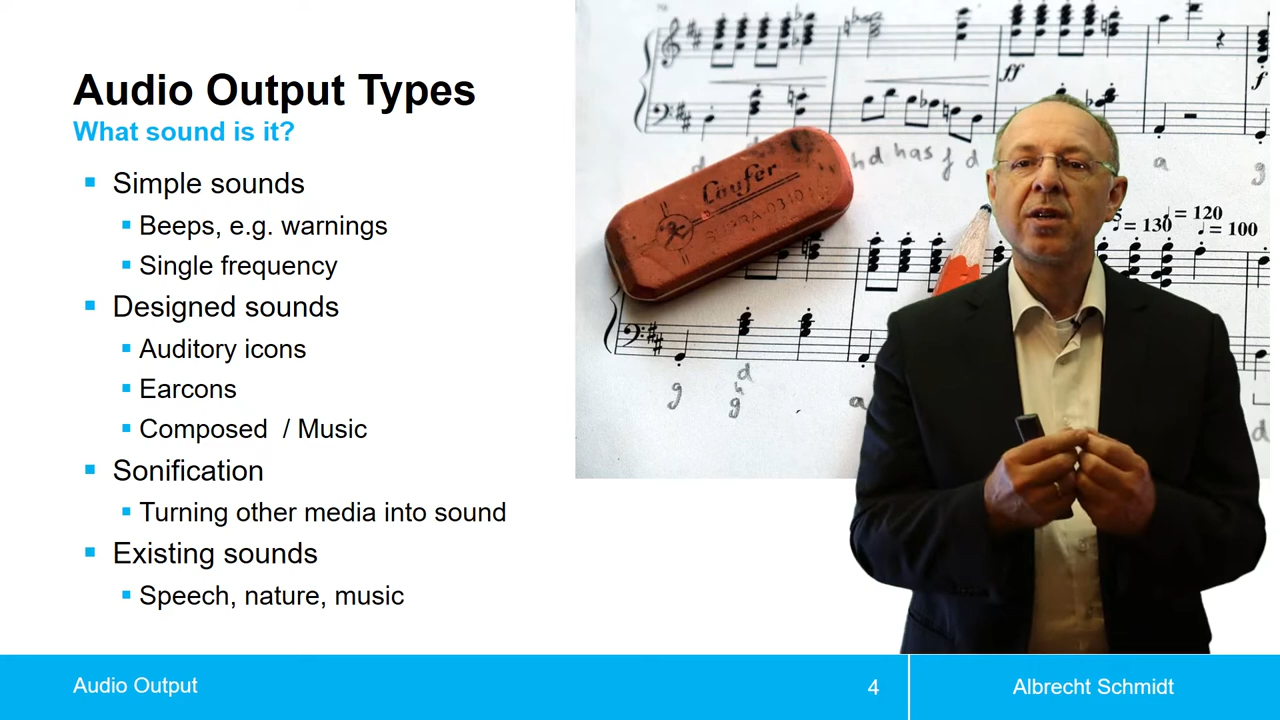 Audio Output Types
What sound is it?
Simple sounds
Beeps, e.g. warnings
Single frequency
Designed sounds
Auditory icons
Earcons
Composed / Music
Sonification
Turning other media into sound
Existing sounds
Speech, nature, music
ff
f
Läufer
d
hd has f d
a
g
= 120
= 130
= 100
d
g
h
g
a
d
Audio Output
4
Albrecht Schmidt